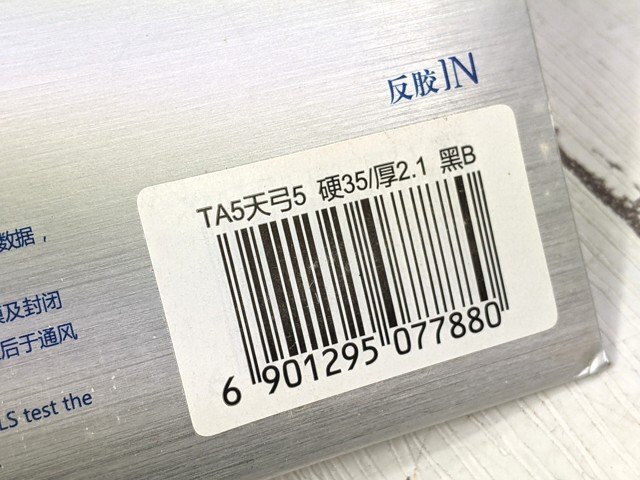 反胶IN
TA5天弓5 硬35/厚2.1 黑B
6 901295 077880
数据，
及封闭
后于通风
LS test the